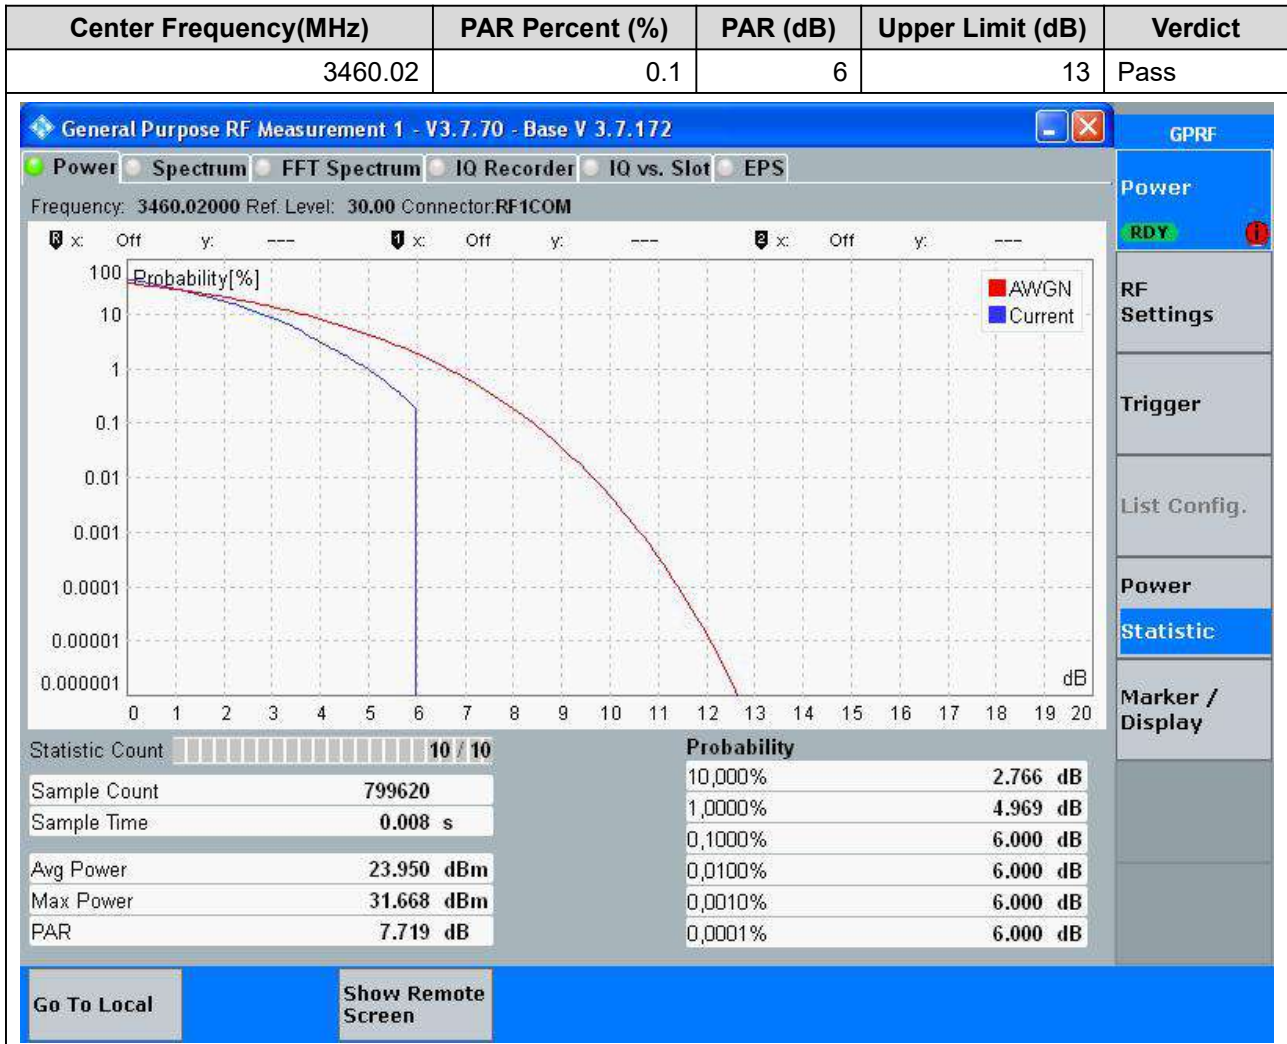 Center Frequency(MHz) PAR Percent (%) PAR (dB) Upper Limit (dB) Verdict
3460.02 0.1 6 13 Pass
General Purpose RF Measurement 1 - V3.7.70 - Base V 3.7.172
GPRF
Power Spectrum FFT Spectrum IQ Recorder IQ vs. Slot EPS
Power
RDY
Frequency: 3460.02000 Ref. Level: 30.00 Connector:RF1COM
R x: Off y: --- 1 x: Off y: --- 2 x: Off y: ---
Probability[%]
AWGN
Current
100
10
1
0.1
0.01
0.001
0.0001
0.00001
0.000001
dB
0 1 2 3 4 5 6 7 8 9 10 11 12 13 14 15 16 17 18 19 20
RF
Settings
Trigger
List Config.
Power
Statistic
Marker /
Display
Statistic Count 10 / 10
Sample Count 799620
Sample Time 0.008 s
Avg Power 23.950 dBm
Max Power 31.668 dBm
PAR 7.719 dB
Probability
10,000% 2.766 dB
1,0000% 4.969 dB
0,1000% 6.000 dB
0,0100% 6.000 dB
0,0010% 6.000 dB
0,0001% 6.000 dB
Go To Local
Show Remote
Screen